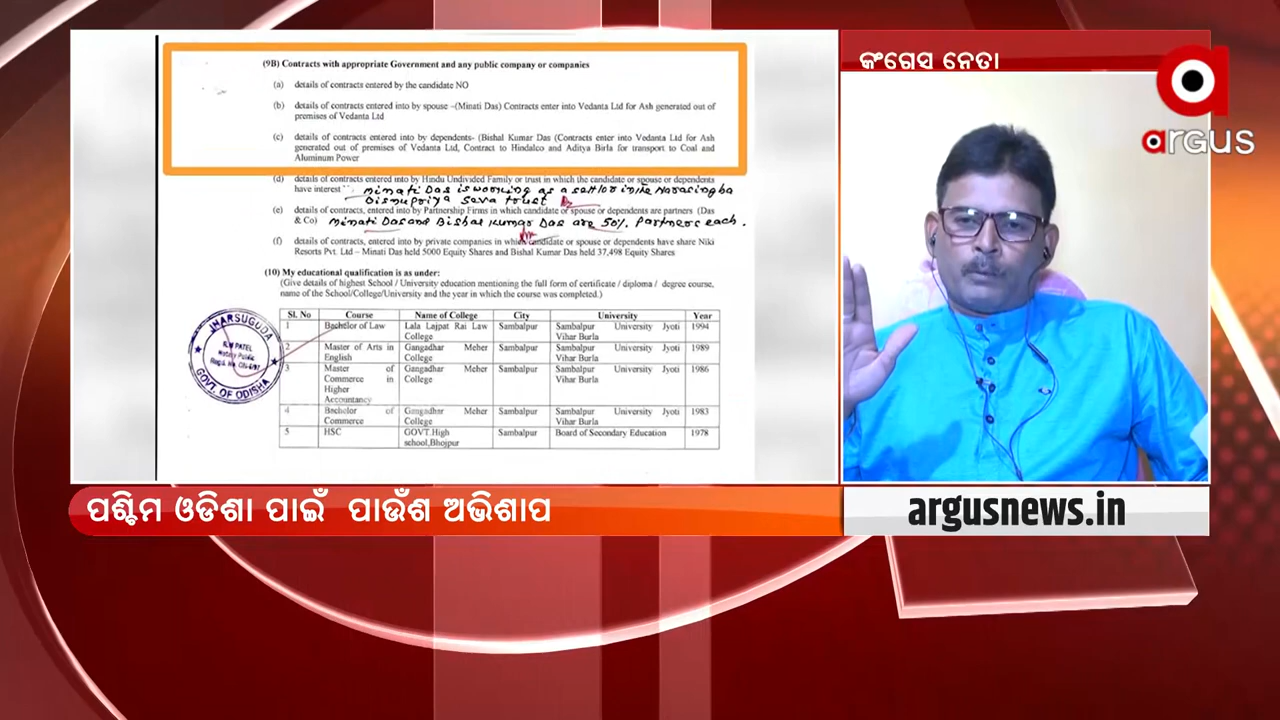 (9B) Contracts with appropriate Government and any public company or companies
(a) details of contracts entered by the candidate NO
(b) details of contracts entered into by spouse –(Minati Das) Contracts enter into Vedanta Ltd for Ash generated out of
premises of Vedanta Ltd
(c) details of contracts entered into by dependents- (Bishal Kumar Das (Contracts enter into Vedanta Ltd for Ash
generated out of premises of Vedanta Ltd, Contract to Hindalco and Aditya Birla for transport to Coal and
Aluminum Power
(d) details of contracts entered into by Hindu Undivided Family or trust in which the candidate or spouse or dependents
have interest Minati Das is working as a settlor in the Narasingba
Bisnupriya Seva trust
(e) details of contracts, entered into by Partnership Firms in which candidate or spouse or dependents are partners (Das
& Co) Minati Das and Bishal Kumar Das are 50% Partners each.
(f) details of contracts, entered into by private companies in which candidate or spouse or dependents have share Niki
Resorts Pvt. Ltd – Minati Das held 5000 Equity Shares and Bishal Kumar Das held 37,498 Equity Shares
(10) My educational qualification is as under:
(Give details of highest School / University education mentioning the full form of certificate / diploma / degree course,
name of the School/College/University and the year in which the course was completed.)
Sl. No Course Name of College City University Year
1 Bachelor of Law Lala Lajpat Rai Law College Sambalpur Sambalpur University Jyoti Vihar Burla 1994
2 Master of Arts in English Gangadhar Meher College Sambalpur Sambalpur University Jyoti Vihar Burla 1989
3 Master of Commerce in Higher Accountancy Gangadhar Meher College Sambalpur Sambalpur University Jyoti Vihar Burla 1986
4 Bachelor of Commerce Gangadhar Meher College Sambalpur Sambalpur University Jyoti Vihar Burla 1983
5 HSC GOVT.High school,Bhojpur Sambalpur Board of Secondary Education 1978
JHARSUGUDA
PATEL
Notary Public
GOVT. OF ODISHA
କଂଗ୍ରେସ ନେତା
argus
ପଶ୍ଚିମ ଓଡିଶା ପାଇଁ ପାଉଁଶ ଅଭିଶାପ
argusnews.in